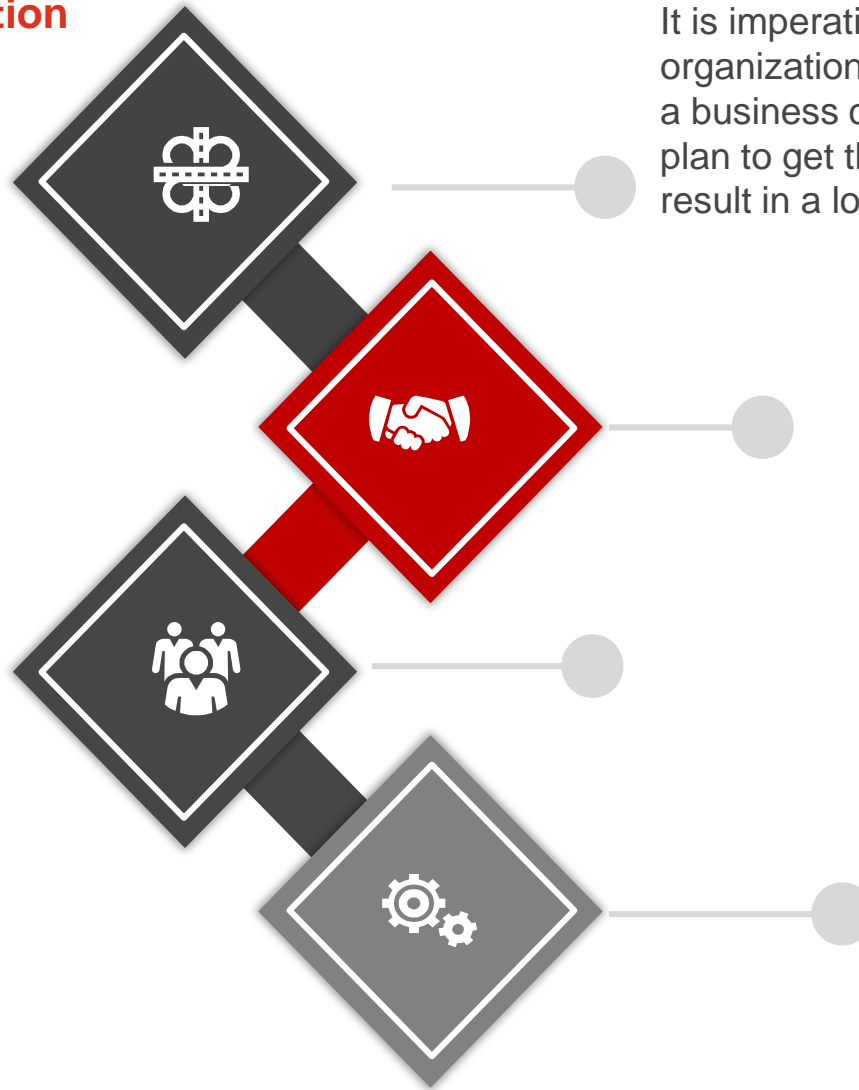 tion
It is imperati
organization
a business
plan to get th
result in a lo